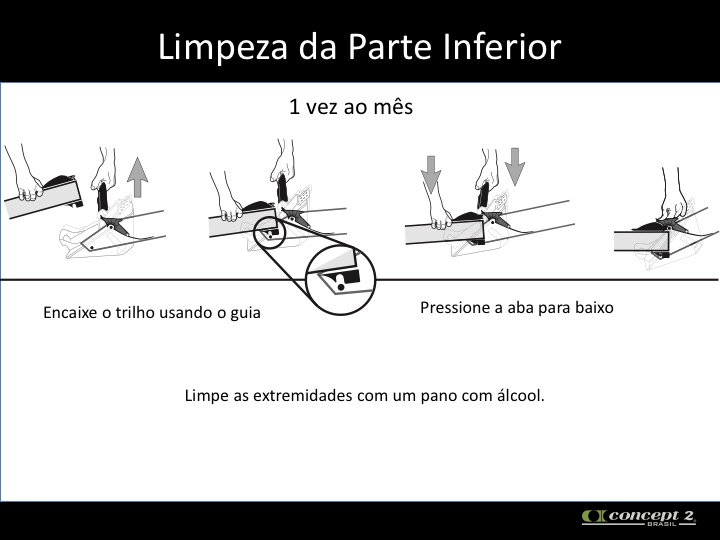 Limpeza da Parte Inferior
1 vez ao mês
Encaixe o trilho usando o guia
Pressione a aba para baixo
Limpe as extremidades com um pano com álcool.
concept 2
BRASIL